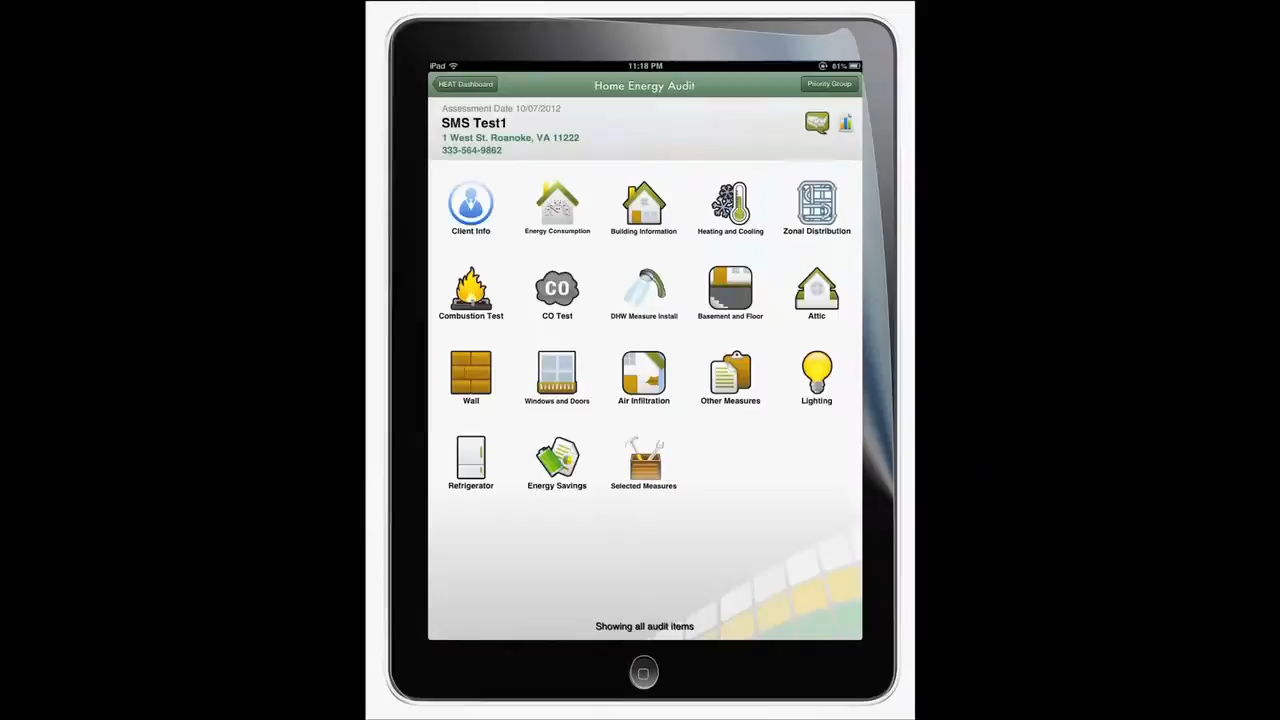 iPad 11:18 PM 81%
HEAT Dashboard Home Energy Audit Priority Group
Assessment Date 10/07/2012
SMS Test1
1 West St. Roanoke, VA 11222
333-564-9862
Client Info Energy Consumption Building Information Heating and Cooling Zonal Distribution
CO
Combustion Test CO Test DHW Measure Install Basement and Floor Attic
Wall Windows and Doors Air Infiltration Other Measures Lighting
Refrigerator Energy Savings Selected Measures
Showing all audit items